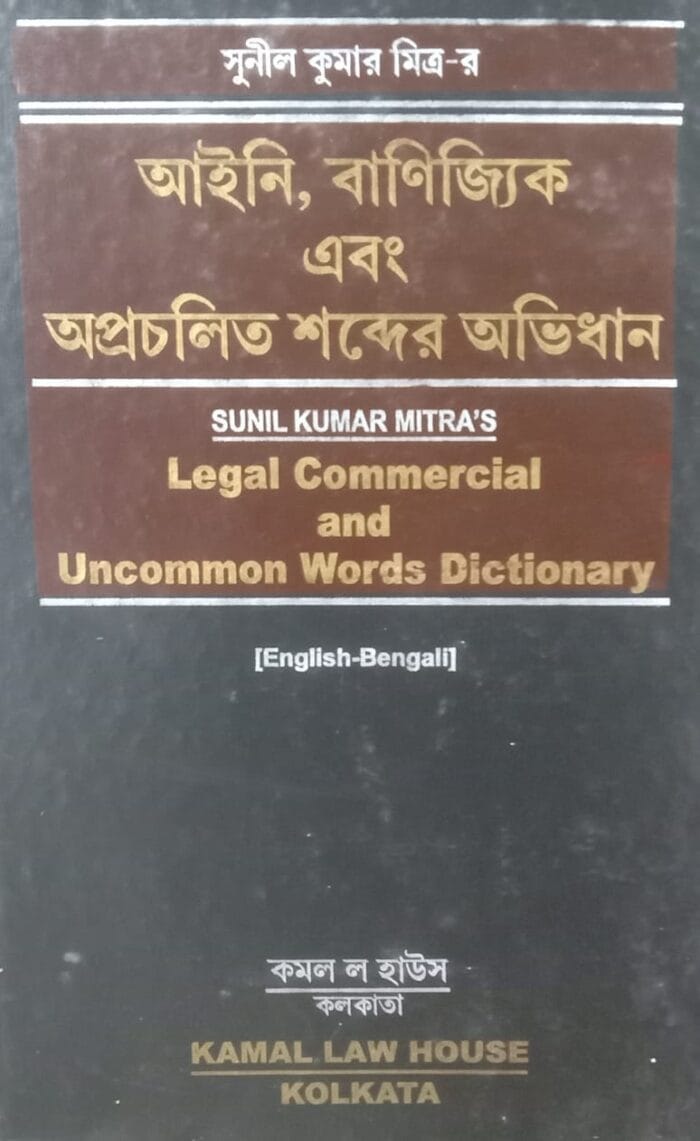 সুনীল কুমার মিত্র-র
আইনি, বাণিজ্যিক
এবং
অপ্রচলিত শব্দের অভিধান
SUNIL KUMAR MITRA'S
Legal Commercial
and
Uncommon Words Dictionary
[English-Bengali]
কমল ল হাউস
কলকাতা
KAMAL LAW HOUSE
KOLKATA